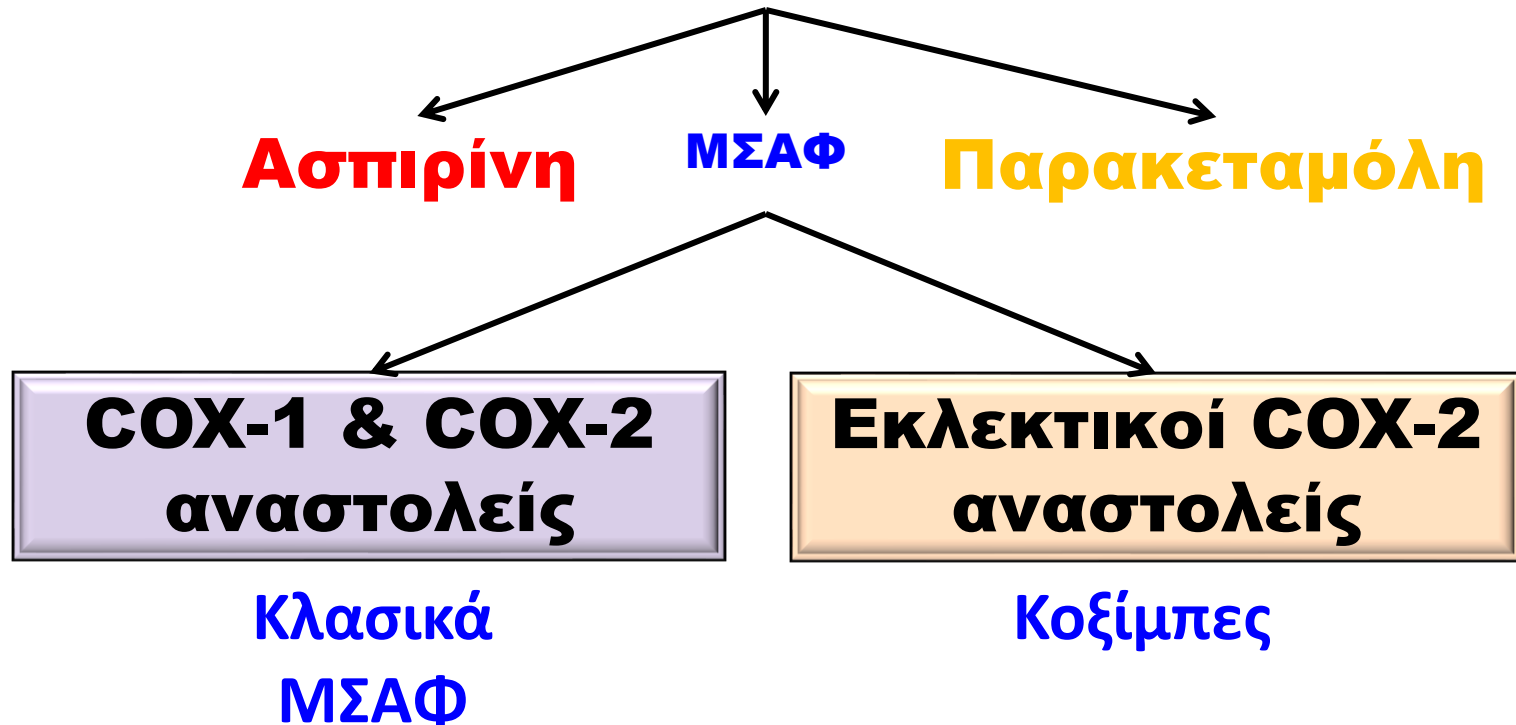 Ασπιρίνη
ΜΣΑΦ
Παρακεταμόλη
COX-1 & COX-2
αναστολείς
Εκλεκτικοί COX-2
αναστολείς
Κλασικά
ΜΣΑΦ
Κοξίμπες